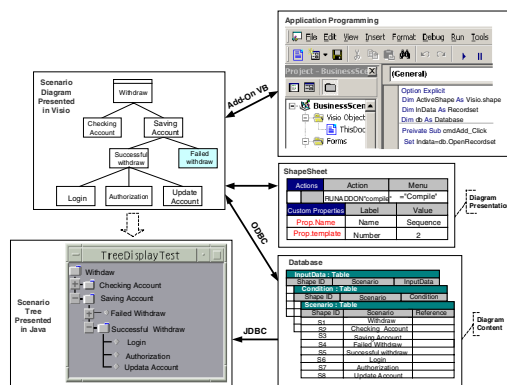 Application Programming
File Edit View Insert Format Debug Run Tools
Project - BusinessScen
(General)
BusinessScen
Visio Object
ThisDoc
Forms
Option Explicit
Dim ActiveShape As Visio.shape
Dim InData As Recordset
Dim db As Database
Preivate Sub cmdAdd_Click
Set Indata=db.OpenRecordset
Scenario
Diagram
Presented
in Visio
Withdraw
Checking
Account
Saving
Account
Successful
withdraw
Failed
withdraw
Login
Authorization
Update
Account
Add-On VB
ShapeSheet
Actions Action Menu
RUNADDON"compile" ="Compile"
Custom Properties Label Value
Prop.Name Name Sequence
Prop.template Number 2
Diagram
Presentation
ODBC
JDBC
Scenario
Tree
Presented
in Java
TreeDisplayTest
Withdaw
Checking Account
Saving Account
Failed Withdraw
Successful Withdraw
Login
Authorization
Update Account
Database
InputData : Table
Shape ID Scenario InputData
Condition : Table
Shape ID Scenario Condition
Scenario : Table
Shape ID Scenario Reference
S1 Withdraw
S2 Checking Account
S3 Saving Account
S4 Failed Withdraw
S5 Successful withdraw
S6 Login
S7 Authorization
S8 Update Account
Diagram
Content